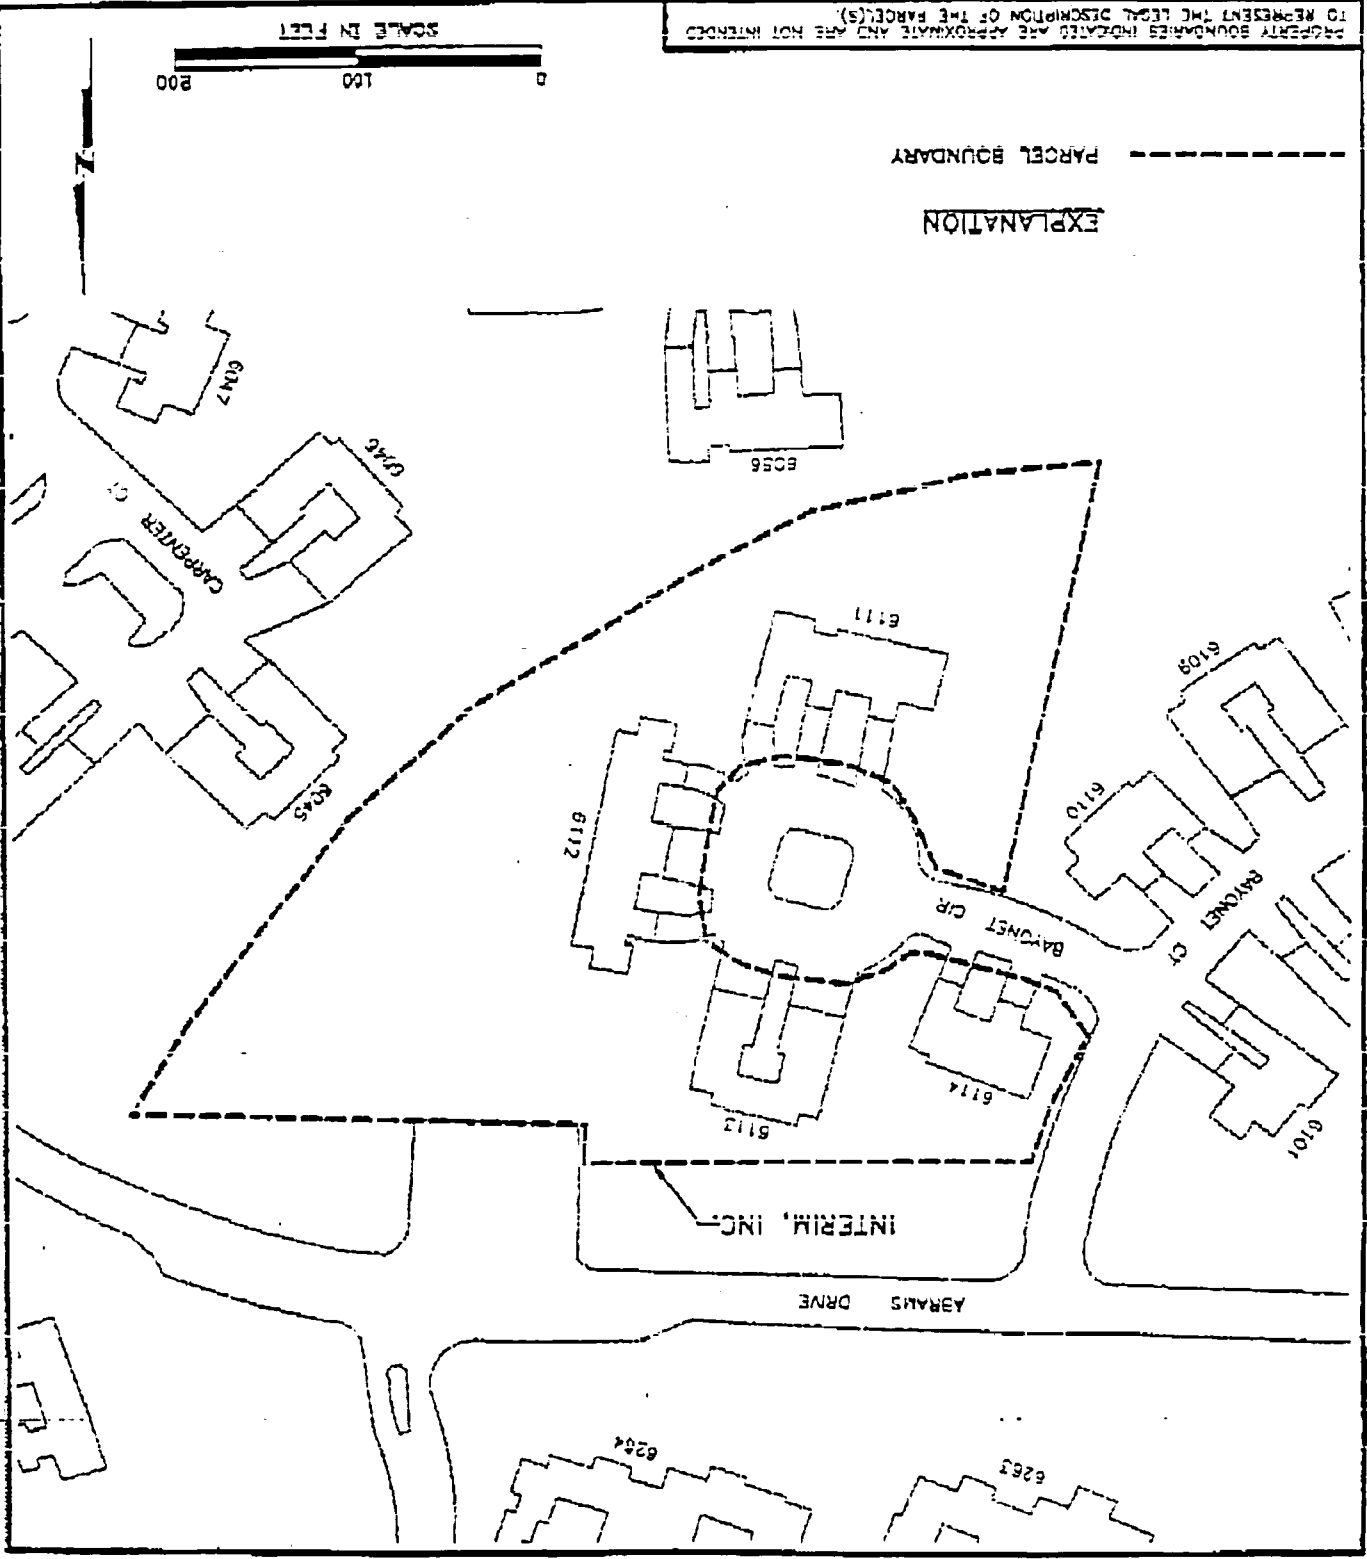 6263
6264
ABRAMS DRIVE
INTERIM, INC.
6101
6113
6114
BAYONET CT
BAYONET CIR
6112
6110
6045
6109
6111
CARPENTER CT
6056
6046
6047
EXPLANATION
PARCEL BOUNDARY
N
0 100 200
SCALE IN FEET
PROPERTY BOUNDARIES INDICATED ARE APPROXIMATE AND ARE NOT INTENDED
TO REPRESENT THE LEGAL DESCRIPTION OF THE PARCEL(S).